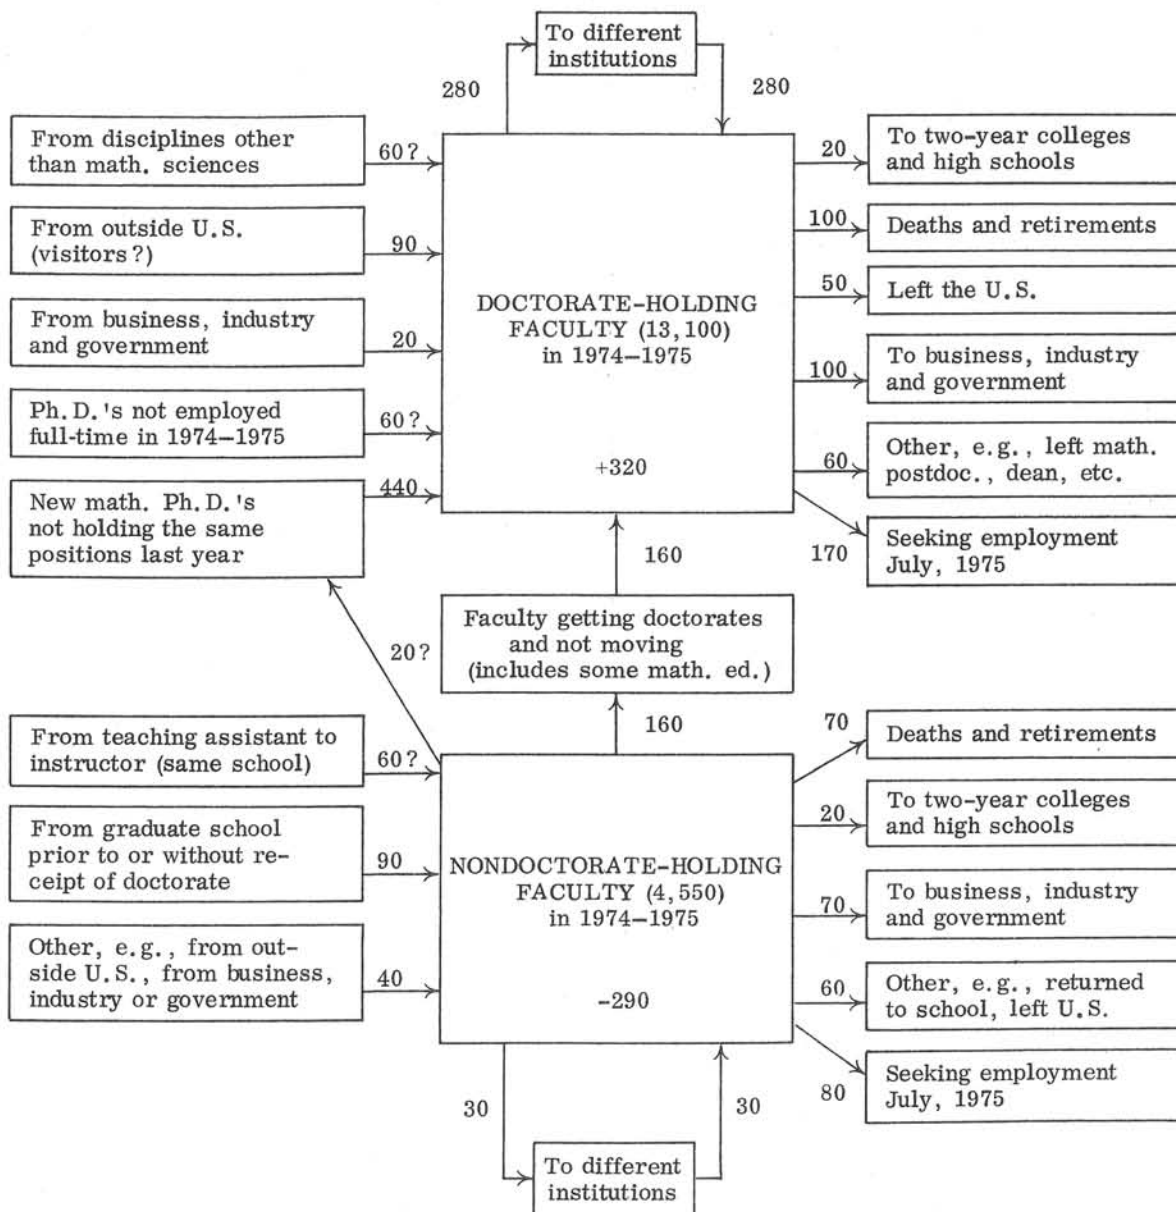 To different
institutions
280
280
From disciplines other
than math. sciences
60?
From outside U.S.
(visitors?)
90
From business, industry
and government
20
Ph.D.'s not employed
full-time in 1974–1975
60?
New math. Ph.D.'s
not holding the same
positions last year
440
DOCTORATE-HOLDING
FACULTY (13,100)
in 1974–1975
+320
20
To two-year colleges
and high schools
100
Deaths and retirements
50
Left the U.S.
100
To business, industry
and government
60
Other, e.g., left math.
postdoc., dean, etc.
170
Seeking employment
July, 1975
160
Faculty getting doctorates
and not moving
(includes some math. ed.)
20?
160
From teaching assistant to
instructor (same school)
60?
From graduate school
prior to or without re-
ceipt of doctorate
90
Other, e.g., from out-
side U.S., from business,
industry or government
40
NONDOCTORATE-HOLDING
FACULTY (4,550)
in 1974–1975
-290
70
Deaths and retirements
20
To two-year colleges
and high schools
70
To business, industry
and government
60
Other, e.g., returned
to school, left U.S.
80
Seeking employment
July, 1975
30
30
To different
institutions